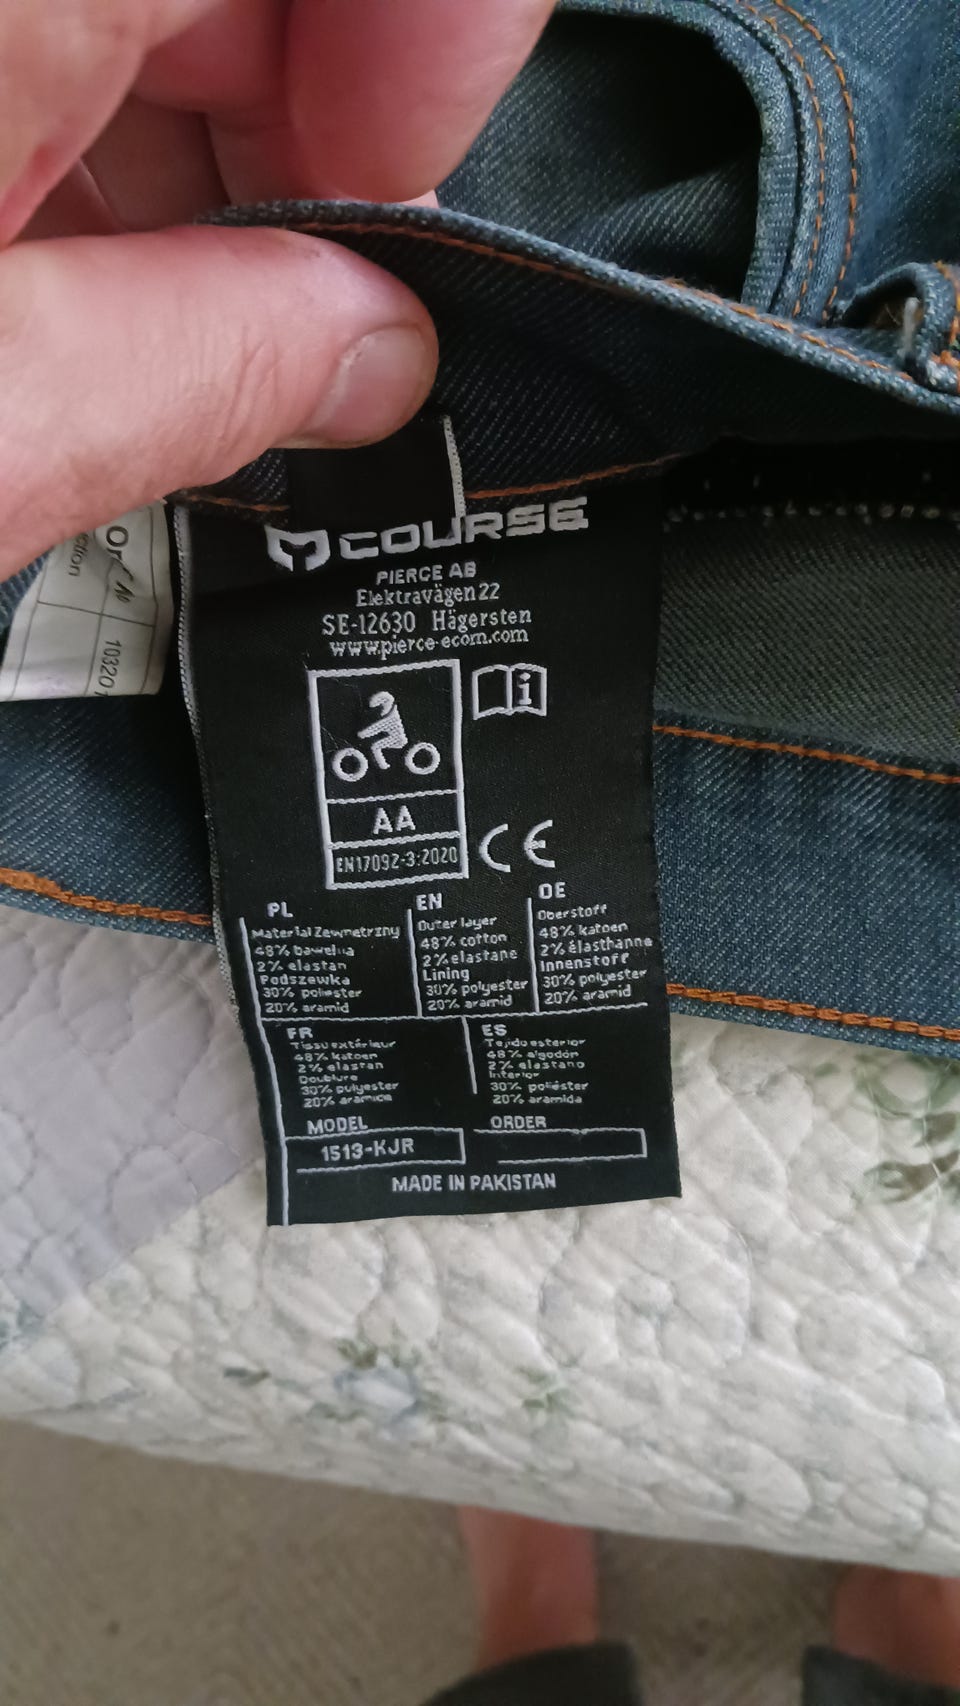 COURSE
PIERCE AB
Elektravägen 22
SE-12630 Hägersten
www.pierce-ecom.com
i
AA
EN17092-3:2020
CE
PL
Material Zewnetrzny
48% bawełna
2% elastan
Podszewka
30% poliester
20% aramid
EN
Outer layer
48% cotton
2% elastane
Lining
30% polyester
20% aramid
DE
Oberstoff
48% katoen
2% élasthanne
Innenstoff
30% polyester
20% aramid
FR
Tissu extérieur
48% katoen
2% elastan
Doublure
30% polyester
20% aramide
ES
Tejido exterior
48% algodón
2% elastano
Interior
30% poliéster
20% aramida
MODEL
1513-KJR
ORDER
MADE IN PAKISTAN
10320